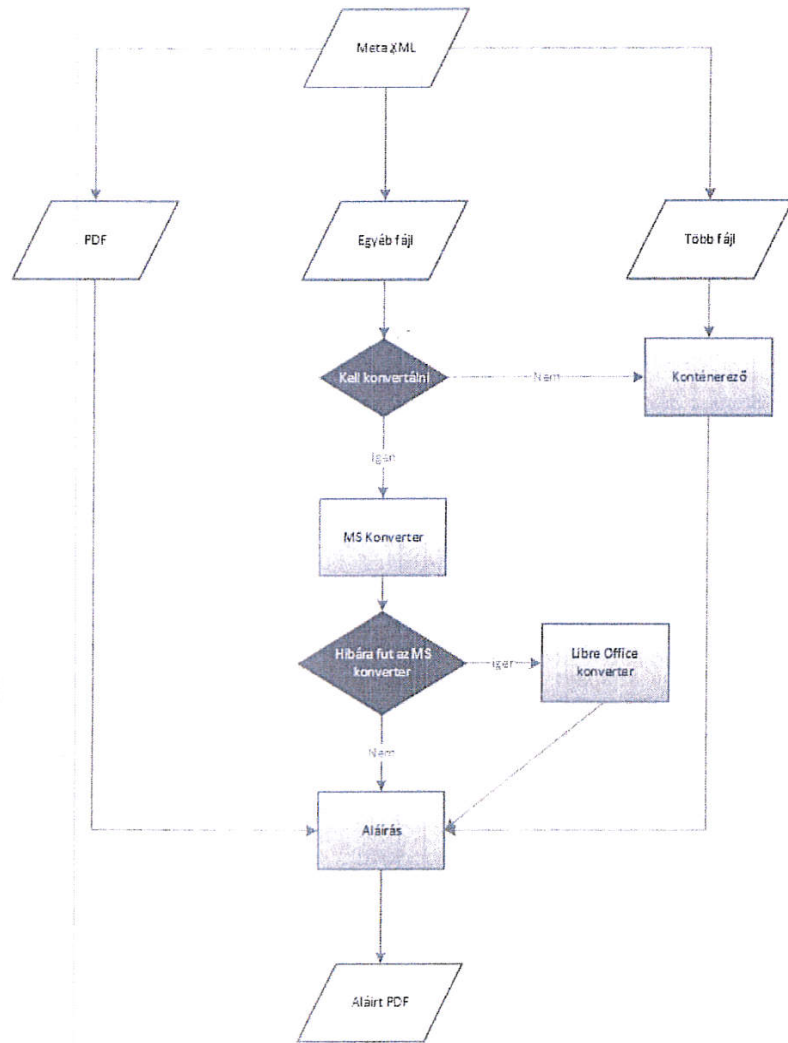 Meta XML
PDF
Egyéb fájl
Több fájl
Kell konvertálni
Nem
Konténerező
Igen
MS Konverter
Hibára fut az MS
konverter
Igen
Libre Office
konverter
Nem
Aláírás
Aláírt PDF